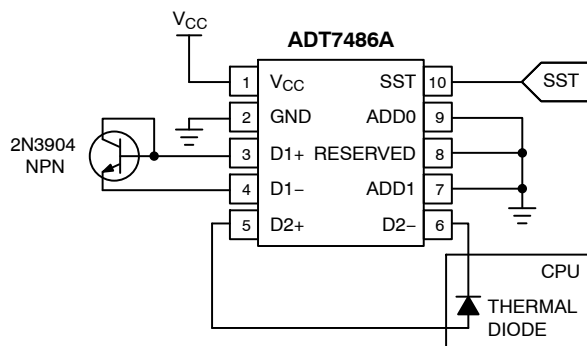 VCC
ADT7486A
1 VCC SST 10 SST
2 GND ADD0 9
2N3904
NPN
3 D1+ RESERVED 8
4 D1− ADD1 7
5 D2+ D2− 6
CPU
THERMAL
DIODE